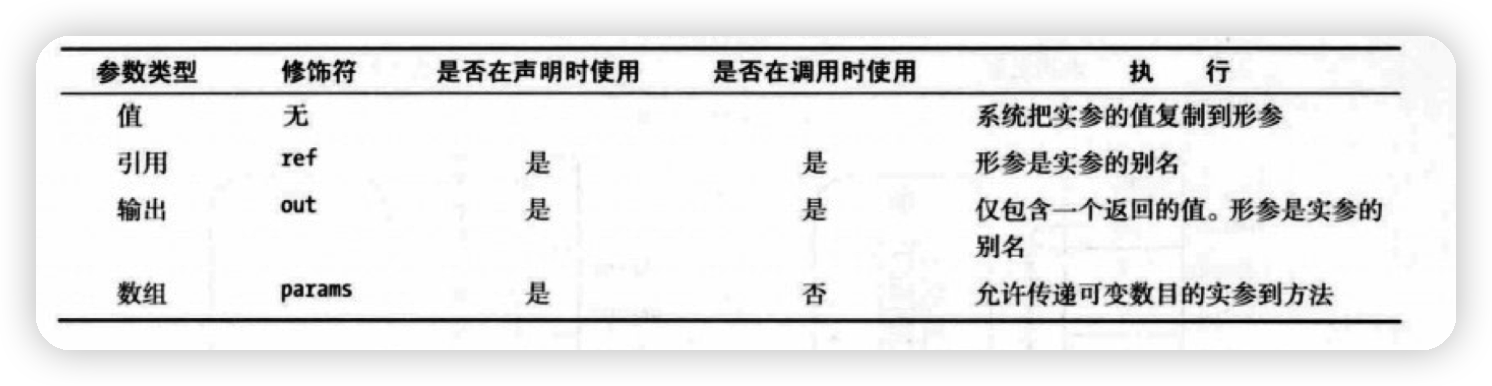 参数类型 修饰符 是否在声明时使用 是否在调用时使用 执 行
值 无 系统把实参的值复制到形参
引用 ref 是 是 形参是实参的别名
输出 out 是 是 仅包含一个返回的值。形参是实参的
别名
数组 params 是 否 允许传递可变数目的实参到方法